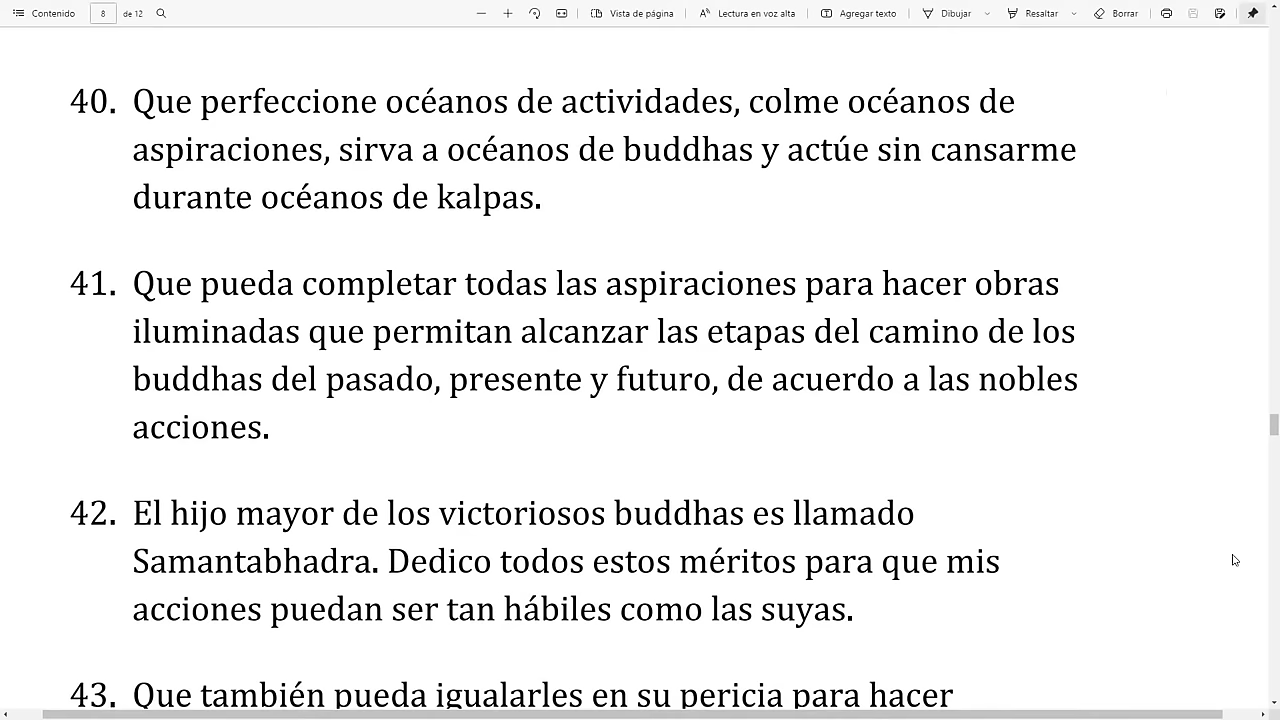 Contenido 8 de 12 Vista de página Lectura en voz alta Agregar texto Dibujar Resaltar Borrar
40. Que perfeccione océanos de actividades, colme océanos de
aspiraciones, sirva a océanos de buddhas y actúe sin cansarme
durante océanos de kalpas.
41. Que pueda completar todas las aspiraciones para hacer obras
iluminadas que permitan alcanzar las etapas del camino de los
buddhas del pasado, presente y futuro, de acuerdo a las nobles
acciones.
42. El hijo mayor de los victoriosos buddhas es llamado
Samantabhadra. Dedico todos estos méritos para que mis
acciones puedan ser tan hábiles como las suyas.
43. Que también pueda igualarles en su pericia para hacer